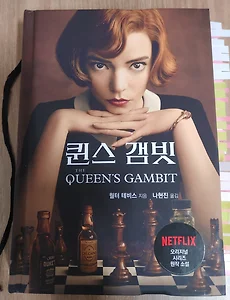 퀸스 갬빗
THE
QUEEN'S GAMBIT
월터 테비스 지음 나현진 옮김
NETFLIX
오리지널
시리즈
원작 소설